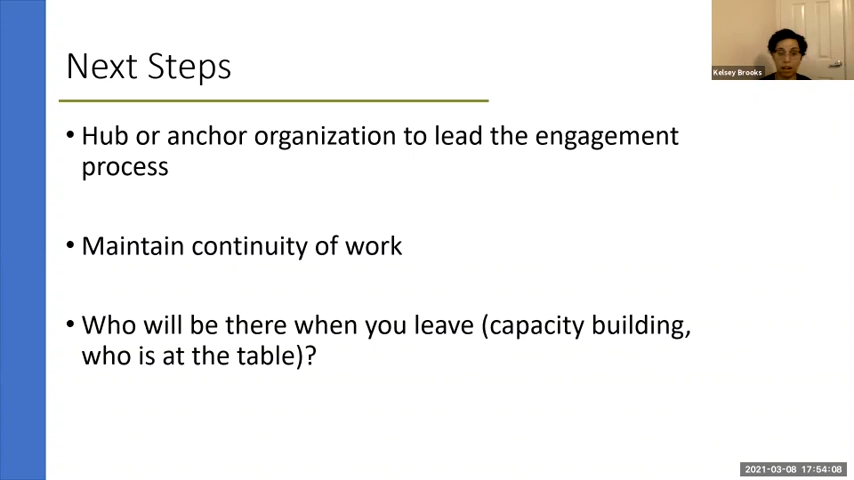 Next Steps
Kelsey Brooks
• Hub or anchor organization to lead the engagement
process
• Maintain continuity of work
• Who will be there when you leave (capacity building,
who is at the table)?
2021-03-08 17:54:08